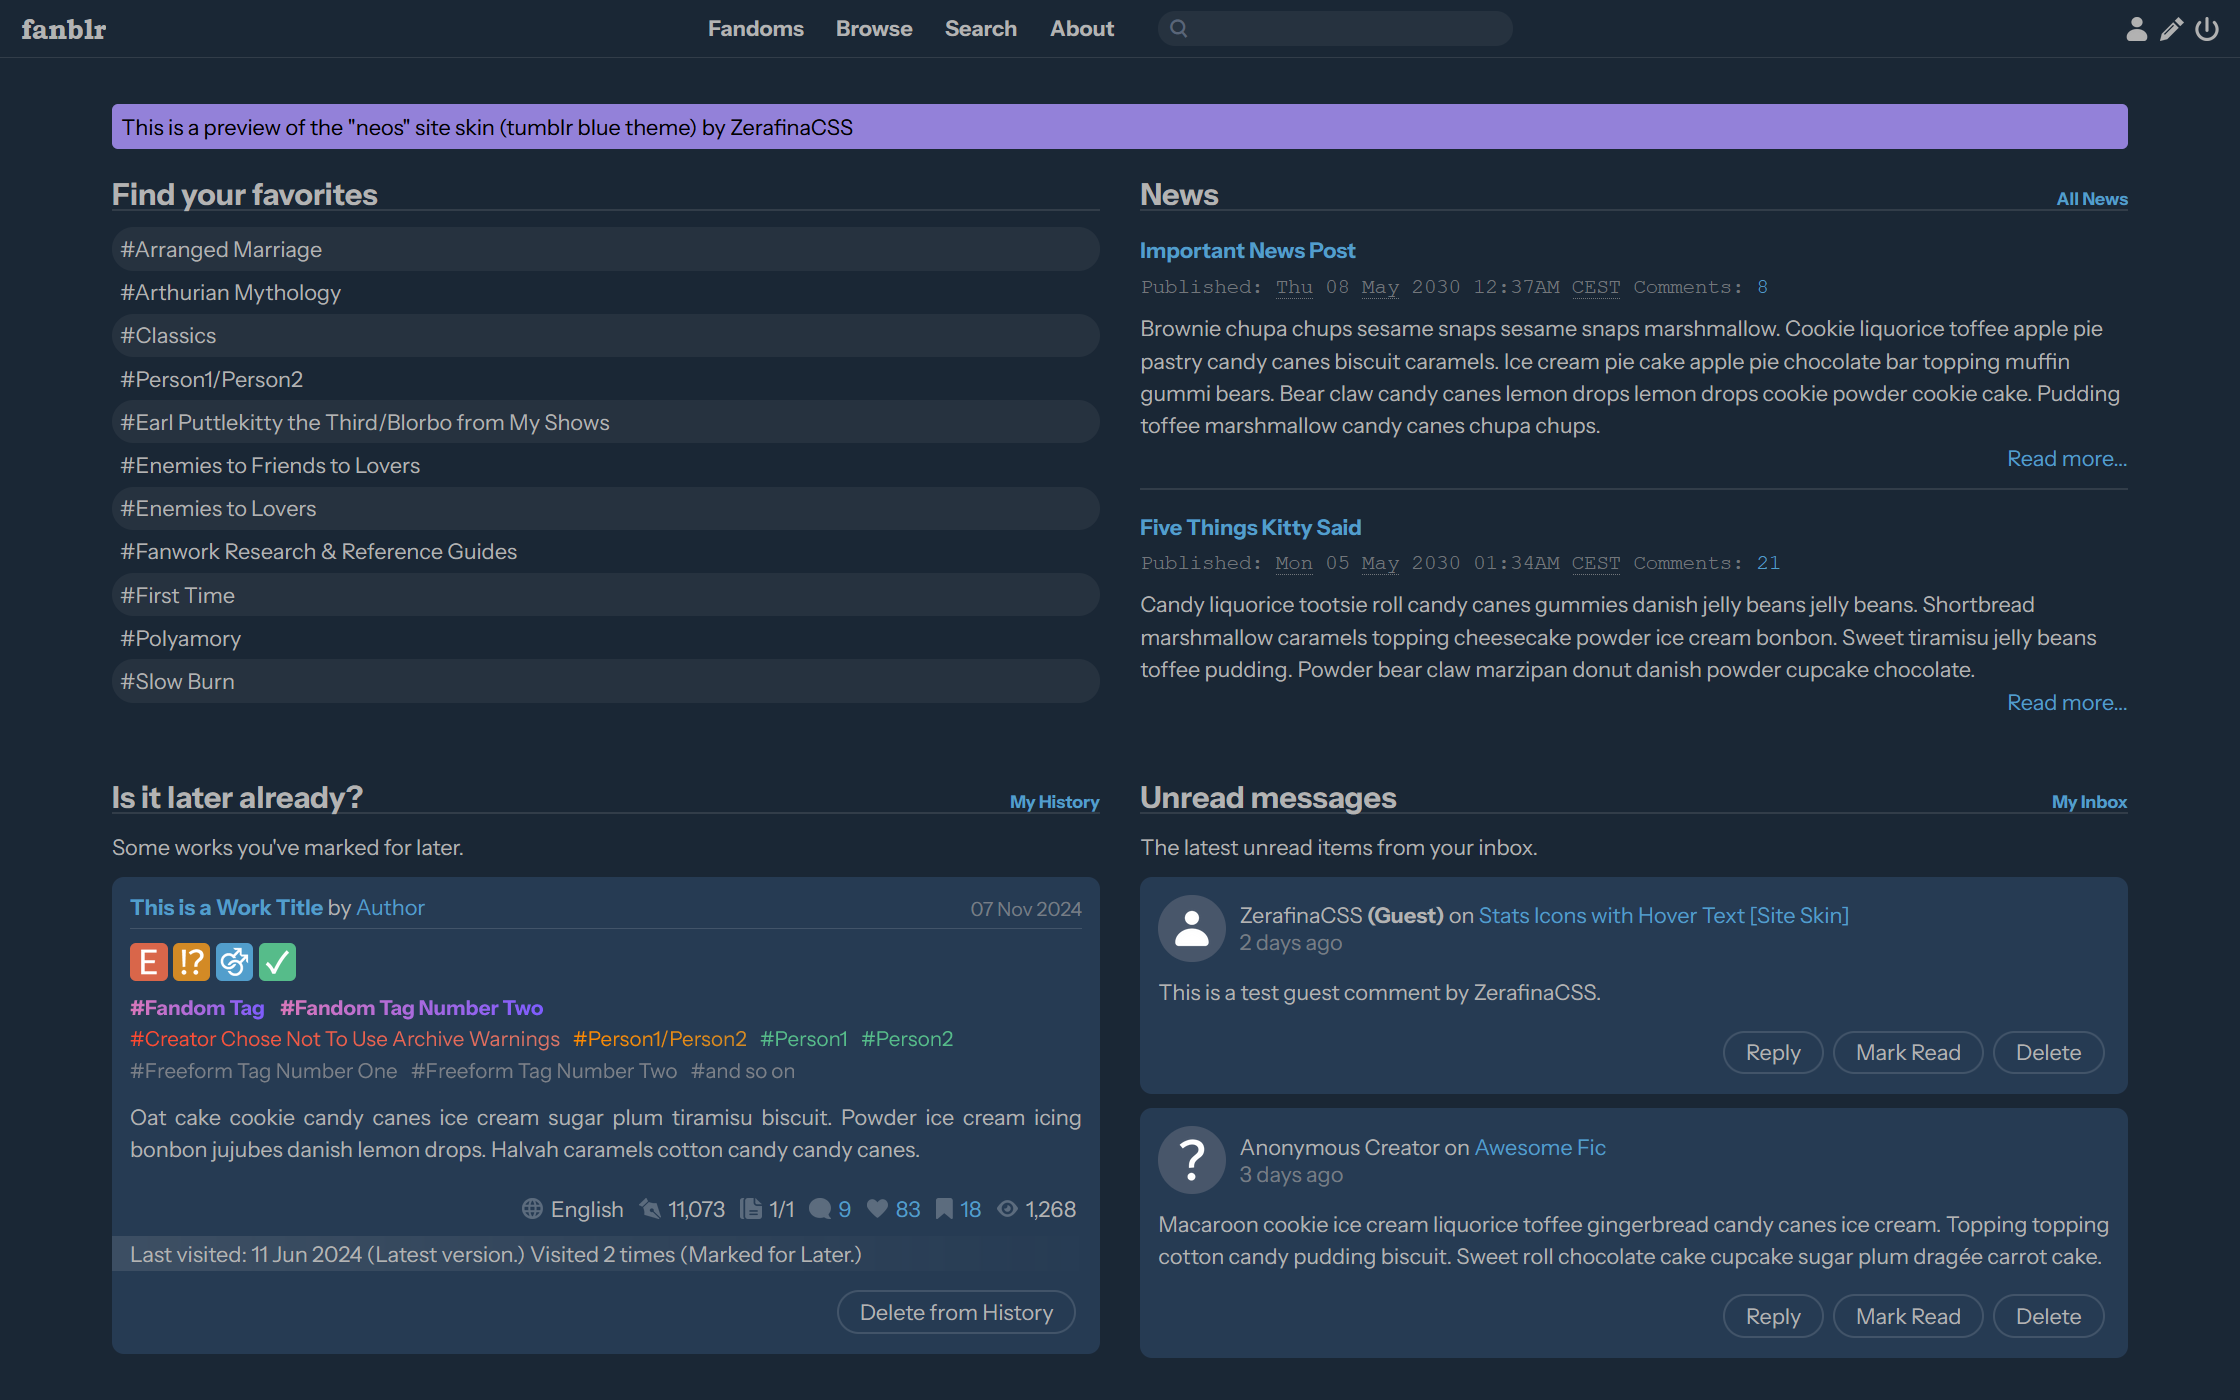 fanblr
Fandoms Browse Search About
This is a preview of the "neos" site skin (tumblr blue theme) by ZerafinaCSS
Find your favorites
#Arranged Marriage
#Arthurian Mythology
#Classics
#Person1/Person2
#Earl Puttlekitty the Third/Blorbo from My Shows
#Enemies to Friends to Lovers
#Enemies to Lovers
#Fanwork Research & Reference Guides
#First Time
#Polyamory
#Slow Burn
News All News
Important News Post
Published: Thu 08 May 2030 12:37AM CEST Comments: 8
Brownie chupa chups sesame snaps sesame snaps marshmallow. Cookie liquorice toffee apple pie
pastry candy canes biscuit caramels. Ice cream pie cake apple pie chocolate bar topping muffin
gummi bears. Bear claw candy canes lemon drops lemon drops cookie powder cookie cake. Pudding
toffee marshmallow candy canes chupa chups.
Read more...
Five Things Kitty Said
Published: Mon 05 May 2030 01:34AM CEST Comments: 21
Candy liquorice tootsie roll candy canes gummies danish jelly beans jelly beans. Shortbread
marshmallow caramels topping cheesecake powder ice cream bonbon. Sweet tiramisu jelly beans
toffee pudding. Powder bear claw marzipan donut danish powder cupcake chocolate.
Read more...
Is it later already? My History
Some works you've marked for later.
This is a Work Title by Author 07 Nov 2024
E !? ⚣ ✓
#Fandom Tag #Fandom Tag Number Two
#Creator Chose Not To Use Archive Warnings #Person1/Person2 #Person1 #Person2
#Freeform Tag Number One #Freeform Tag Number Two #and so on
Oat cake cookie candy canes ice cream sugar plum tiramisu biscuit. Powder ice cream icing
bonbon jujubes danish lemon drops. Halvah caramels cotton candy candy canes.
English 11,073 1/1 9 83 18 1,268
Last visited: 11 Jun 2024 (Latest version.) Visited 2 times (Marked for Later.)
Delete from History
Unread messages My Inbox
The latest unread items from your inbox.
ZerafinaCSS (Guest) on Stats Icons with Hover Text [Site Skin]
2 days ago
This is a test guest comment by ZerafinaCSS.
Reply Mark Read Delete
?
Anonymous Creator on Awesome Fic
3 days ago
Macaroon cookie ice cream liquorice toffee gingerbread candy canes ice cream. Topping topping
cotton candy pudding biscuit. Sweet roll chocolate cake cupcake sugar plum dragée carrot cake.
Reply Mark Read Delete